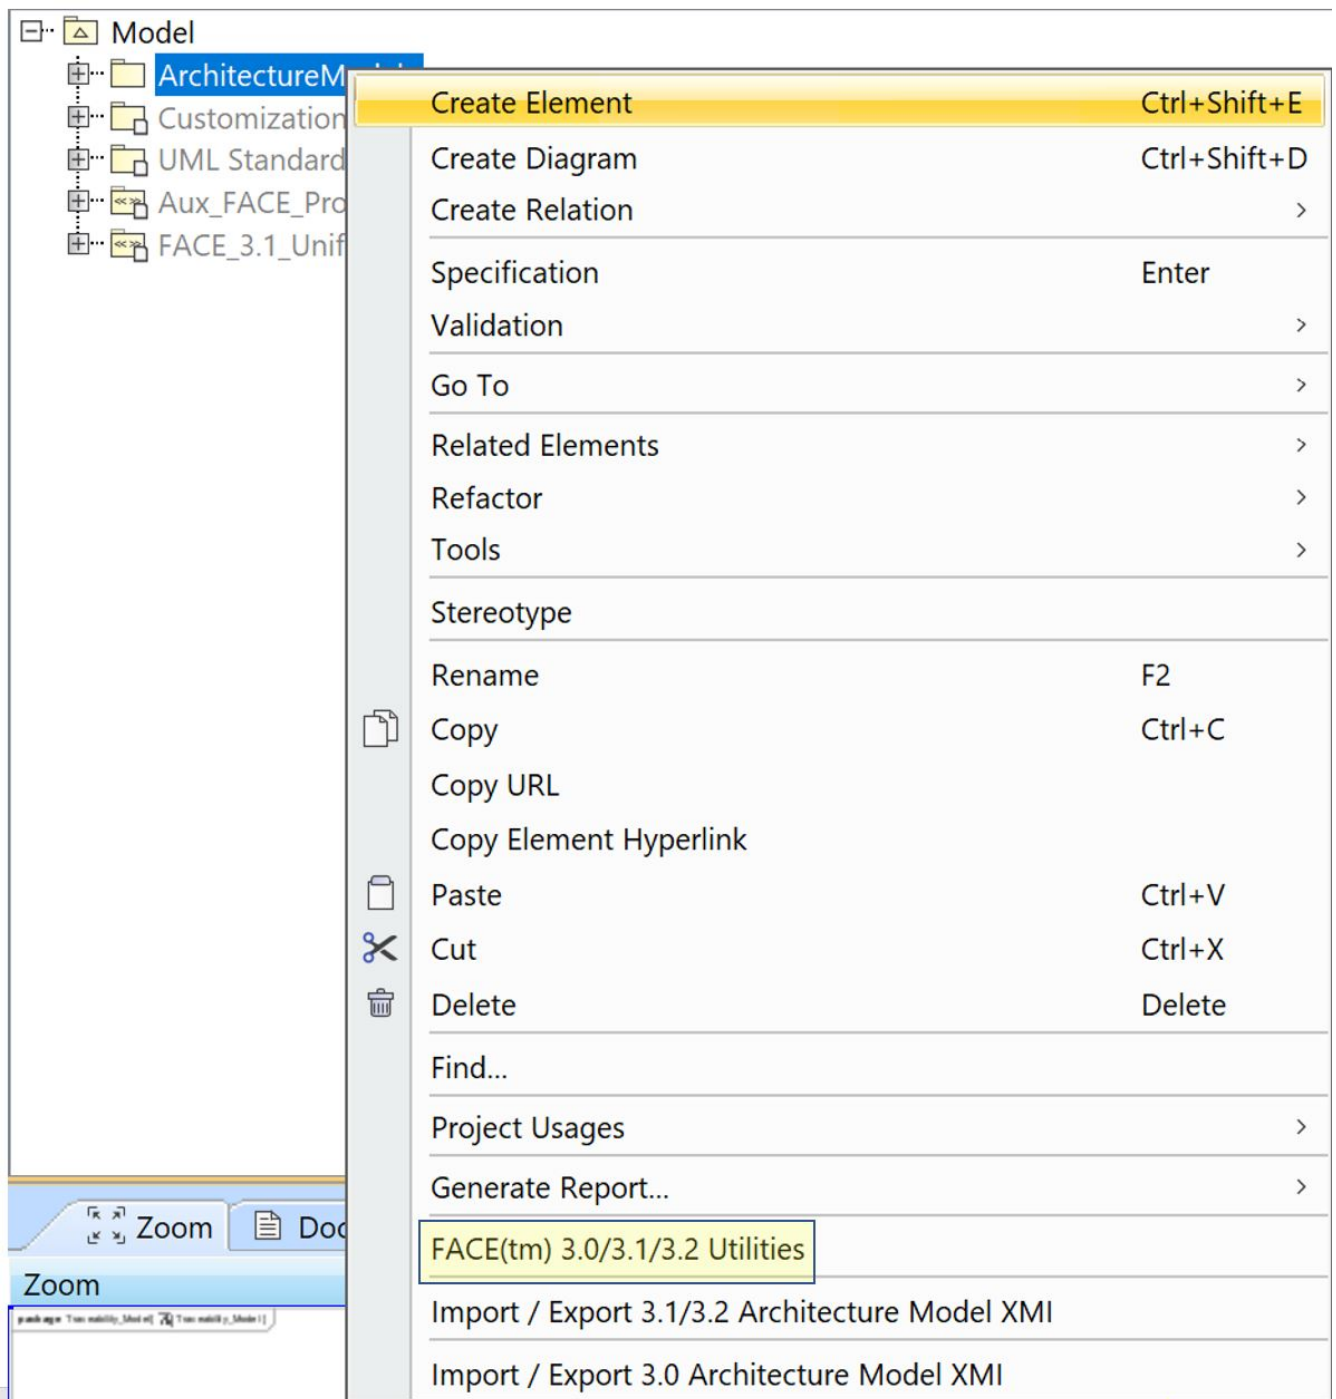 Model
ArchitectureM
Customization
UML Standard
Aux_FACE_Pro
FACE_3.1_Unif
Create Element Ctrl+Shift+E
Create Diagram Ctrl+Shift+D
Create Relation
Specification Enter
Validation
Go To
Related Elements
Refactor
Tools
Stereotype
Rename F2
Copy Ctrl+C
Copy URL
Copy Element Hyperlink
Paste Ctrl+V
Cut Ctrl+X
Delete Delete
Find...
Project Usages
Generate Report...
FACE(tm) 3.0/3.1/3.2 Utilities
Import / Export 3.1/3.2 Architecture Model XMI
Import / Export 3.0 Architecture Model XMI
Zoom Doc
Zoom
package